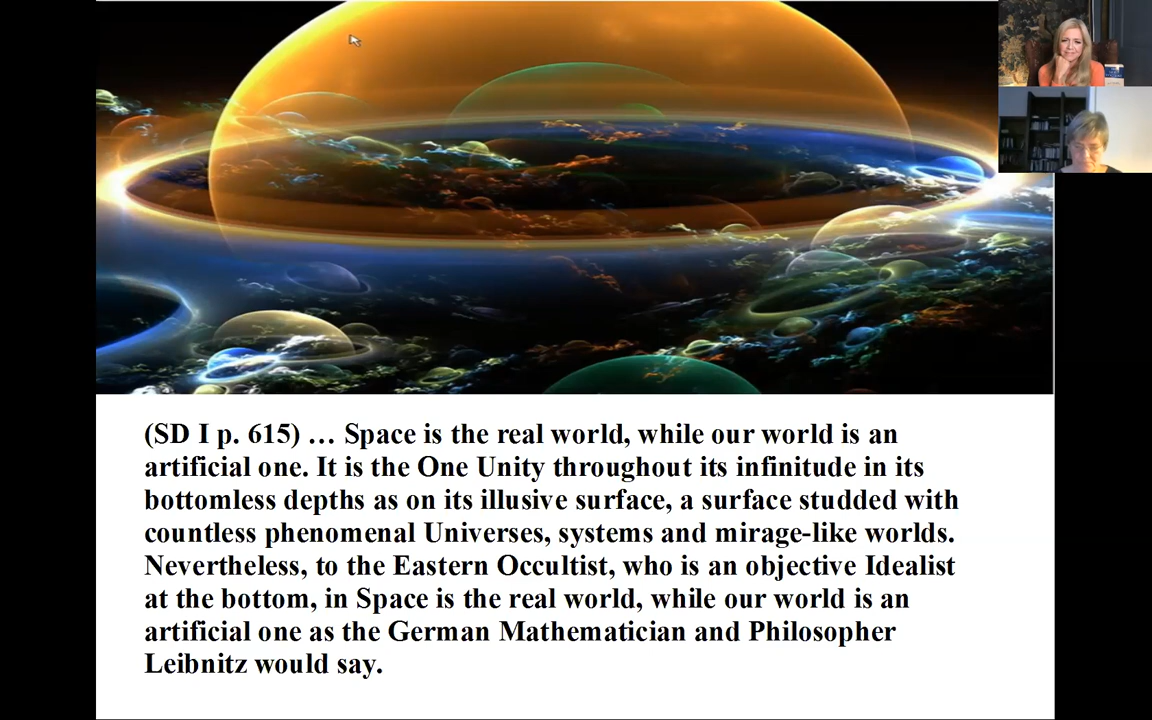 (SD I p. 615) … Space is the real world, while our world is an
artificial one. It is the One Unity throughout its infinitude in its
bottomless depths as on its illusive surface, a surface studded with
countless phenomenal Universes, systems and mirage-like worlds.
Nevertheless, to the Eastern Occultist, who is an objective Idealist
at the bottom, in Space is the real world, while our world is an
artificial one as the German Mathematician and Philosopher
Leibnitz would say.